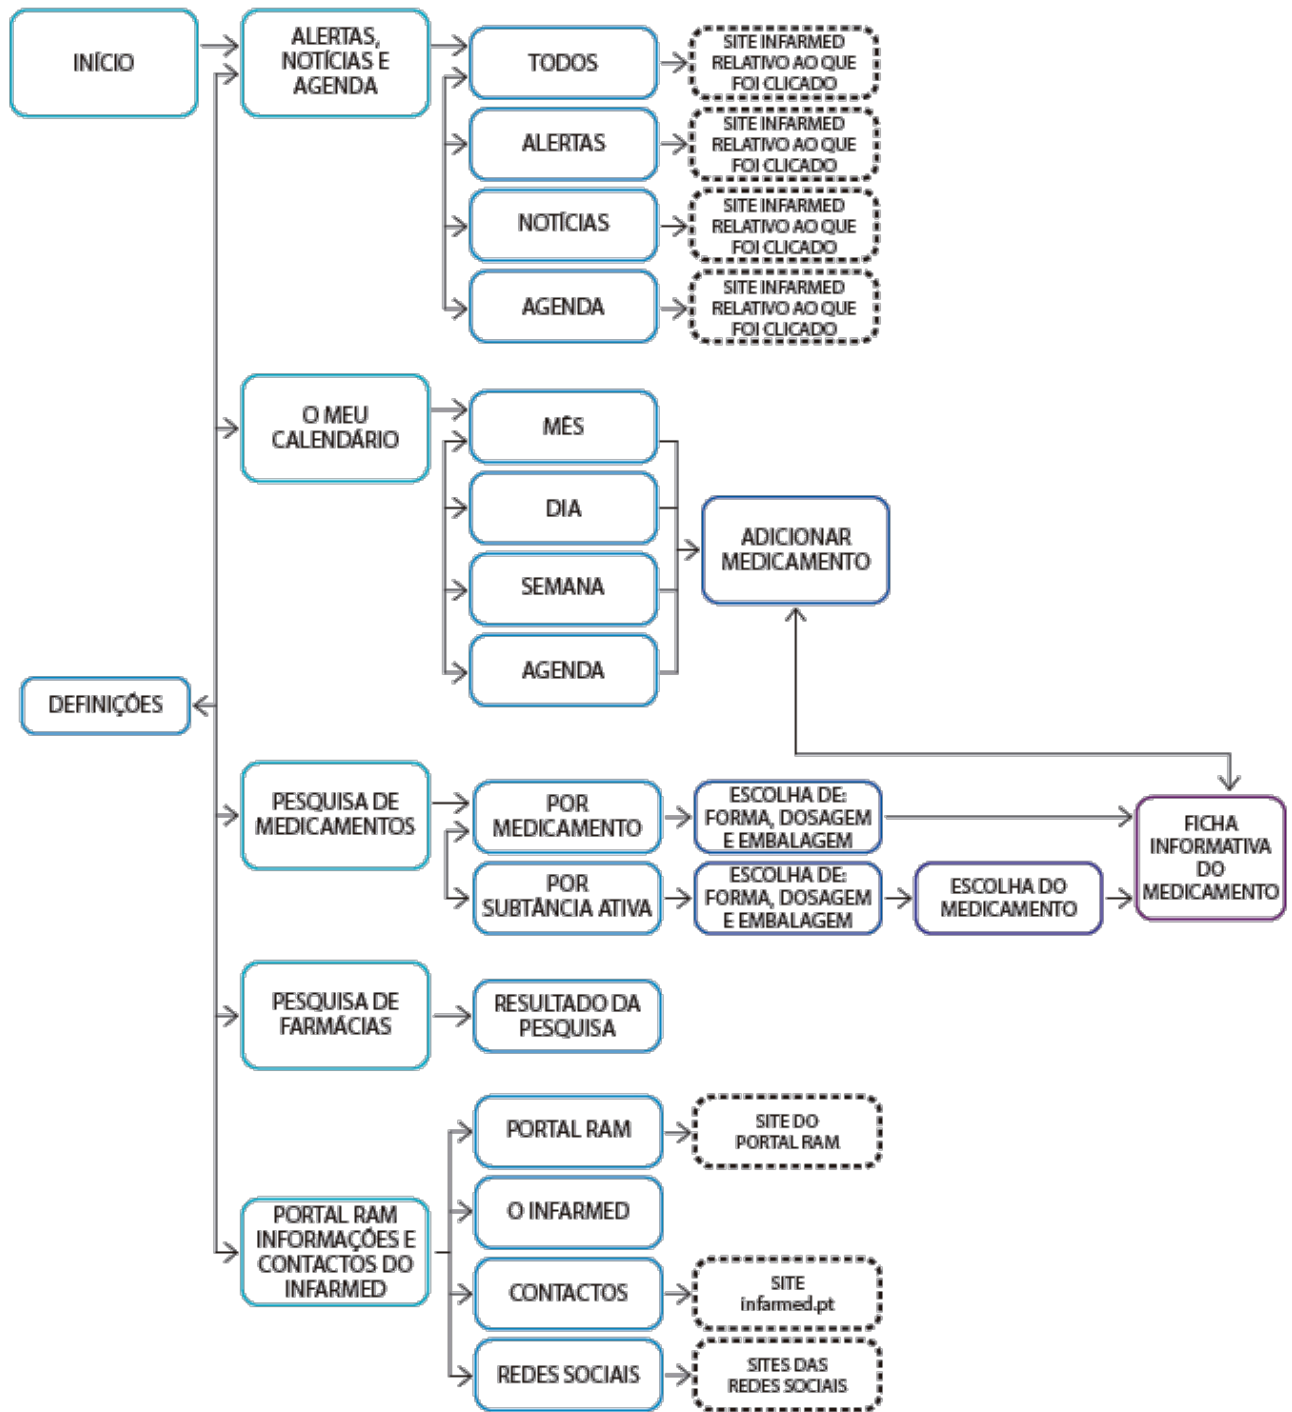 INÍCIO
ALERTAS,
NOTÍCIAS E
AGENDA
TODOS
SITE INFARMED
RELATIVO AO QUE
FOI CLICADO
ALERTAS
SITE INFARMED
RELATIVO AO QUE
FOI CLICADO
NOTÍCIAS
SITE INFARMED
RELATIVO AO QUE
FOI CLICADO
AGENDA
SITE INFARMED
RELATIVO AO QUE
FOI CLICADO
O MEU
CALENDÁRIO
MÊS
DIA
SEMANA
AGENDA
ADICIONAR
MEDICAMENTO
DEFINIÇÕES
PESQUISA DE
MEDICAMENTOS
POR
MEDICAMENTO
ESCOLHA DE:
FORMA, DOSAGEM
E EMBALAGEM
POR
SUBTÂNCIA ATIVA
ESCOLHA DE:
FORMA, DOSAGEM
E EMBALAGEM
ESCOLHA DO
MEDICAMENTO
FICHA
INFORMATIVA
DO
MEDICAMENTO
PESQUISA DE
FARMÁCIAS
RESULTADO DA
PESQUISA
PORTAL RAM
INFORMAÇÕES E
CONTACTOS DO
INFARMED
PORTAL RAM
SITE DO
PORTAL RAM
O INFARMED
CONTACTOS
SITE
infarmed.pt
REDES SOCIAIS
SITES DAS
REDES SOCIAIS